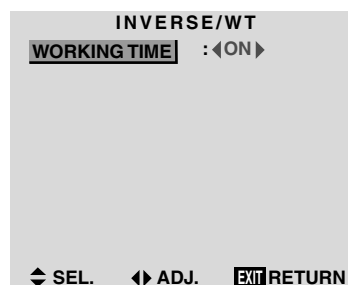 INVERSE/WT
WORKING TIME : ◀ON▶
SEL. ADJ. EXIT RETURN